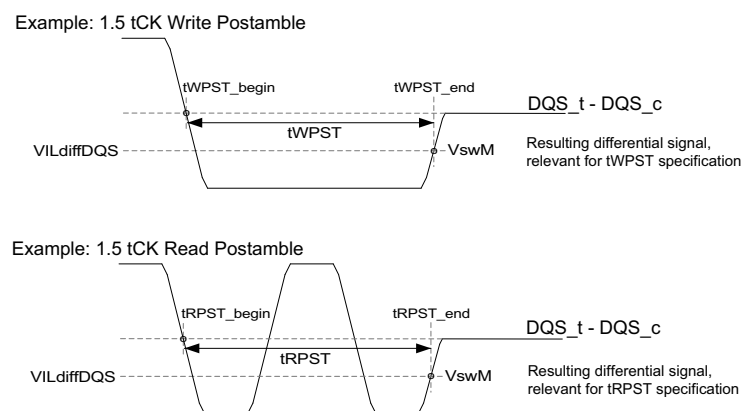 Example: 1.5 tCK Write Postamble
tWPST_begin
tWPST_end
DQS_t - DQS_c
tWPST
VILdiffDQS
VswM
Resulting differential signal,
relevant for tWPST specification
Example: 1.5 tCK Read Postamble
tRPST_begin
tRPST_end
DQS_t - DQS_c
tRPST
VILdiffDQS
VswM
Resulting differential signal,
relevant for tRPST specification